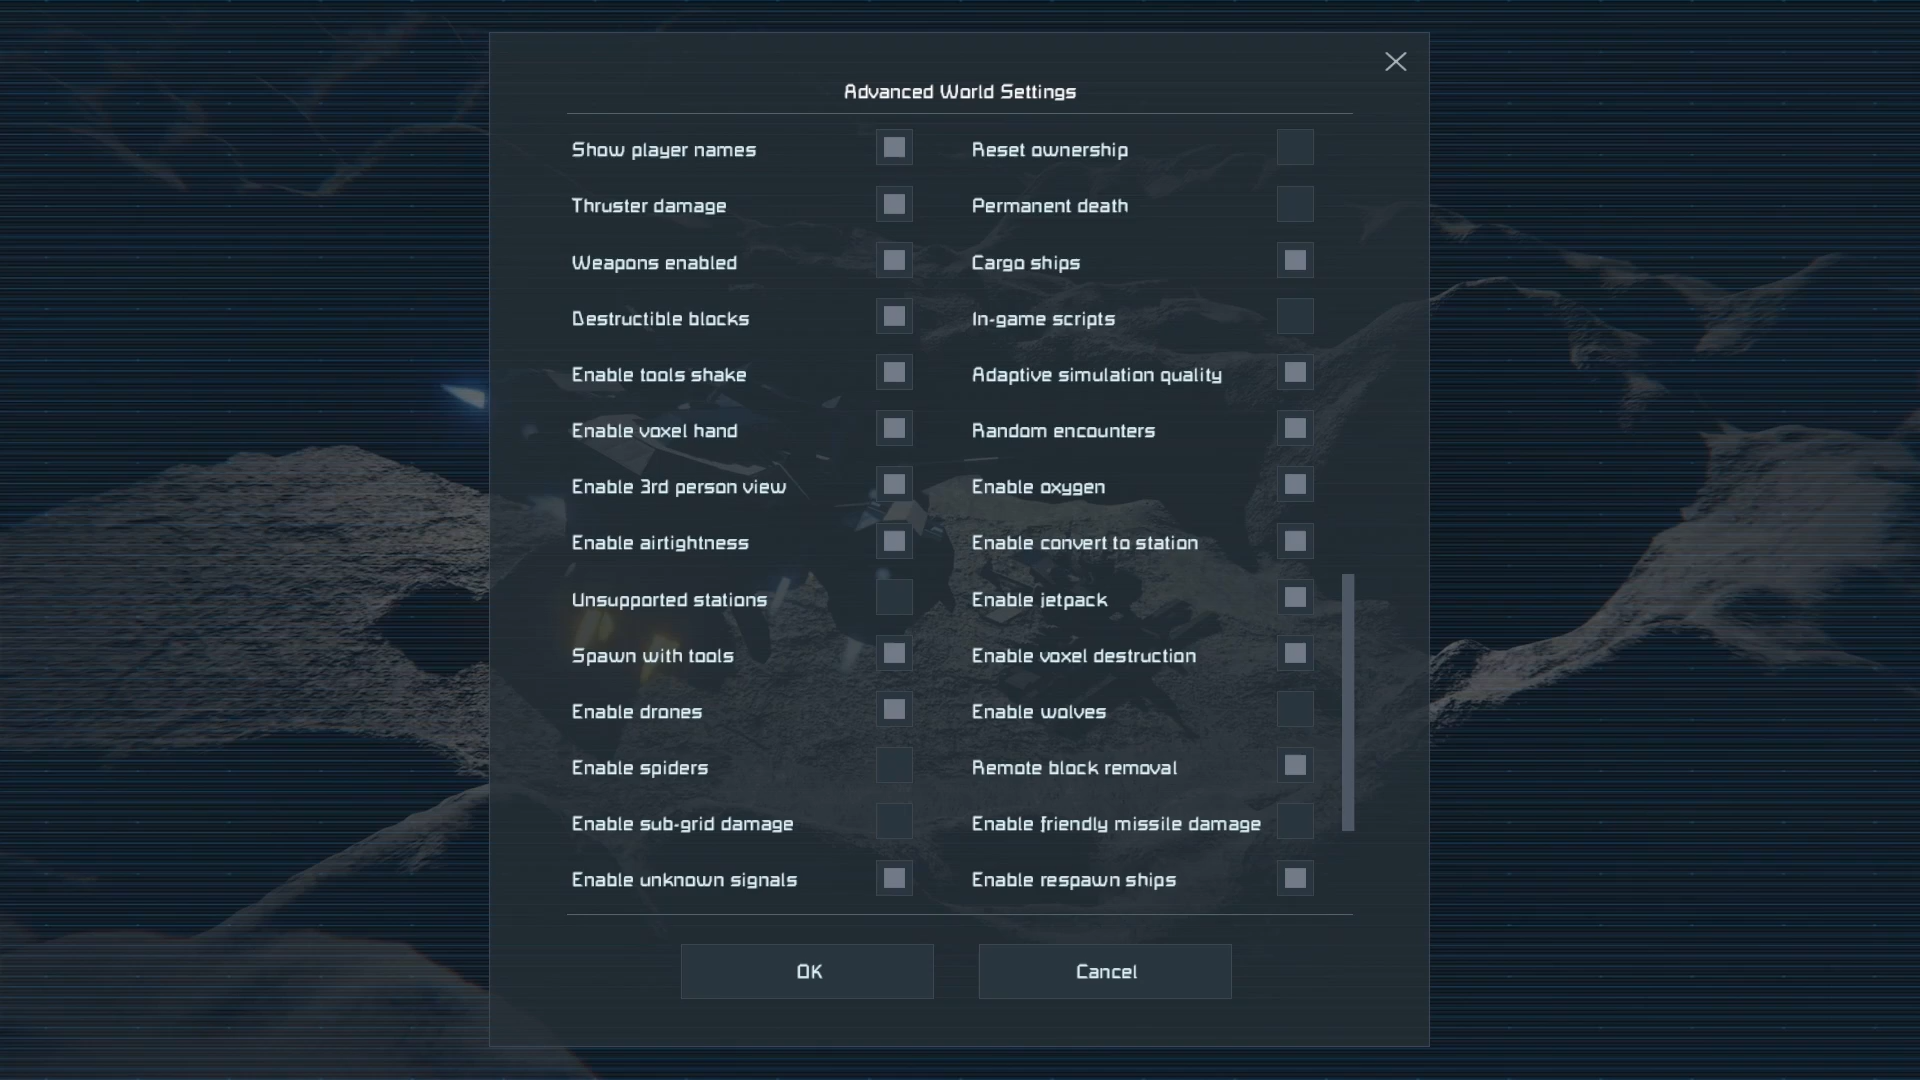 Advanced World Settings
Show player names
Reset ownership
Thruster damage
Permanent death
Weapons enabled
Cargo ships
Destructible blocks
In-game scripts
Enable tools shake
Adaptive simulation quality
Enable voxel hand
Random encounters
Enable 3rd person view
Enable oxygen
Enable airtightness
Enable convert to station
Unsupported stations
Enable jetpack
Spawn with tools
Enable voxel destruction
Enable drones
Enable wolves
Enable spiders
Remote block removal
Enable sub-grid damage
Enable friendly missile damage
Enable unknown signals
Enable respawn ships
OK
Cancel